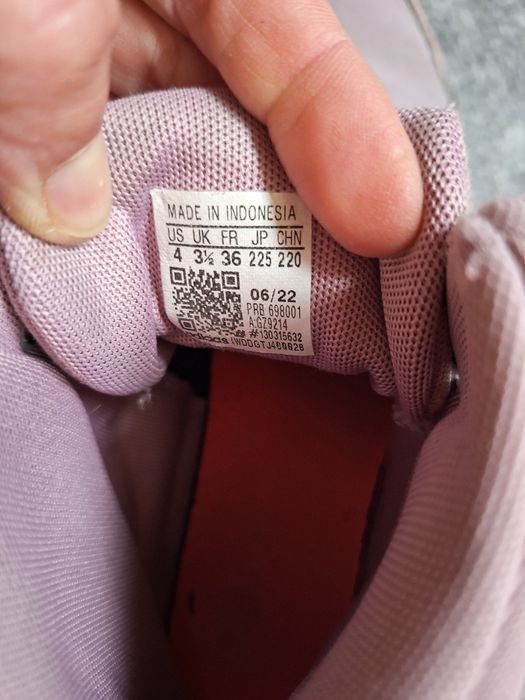 MADE IN INDONESIA
US UK FR JP CHN
4 3½ 36 225 220
06/22
PRB 698001
A:GZ9214
#130315632
adidas